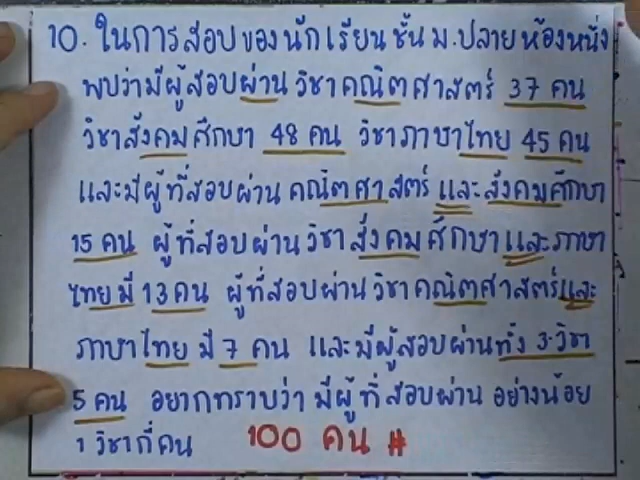 10. ในการสอบของนักเรียนชั้น ม.ปลายห้องหนึ่ง
พบว่ามีผู้สอบผ่านวิชาคณิตศาสตร์ 37 คน
วิชาสังคมศึกษา 48 คน วิชาภาษาไทย 45 คน
และมีผู้ที่สอบผ่านคณิตศาสตร์ และสังคมศึกษา
15 คน ผู้ที่สอบผ่านวิชาสังคมศึกษาและภาษา
ไทยมี 13 คน ผู้ที่สอบผ่านวิชาคณิตศาสตร์และ
ภาษาไทย มี 7 คน และมีผู้สอบผ่านทั้ง 3 วิชา
5 คน อยากทราบว่า มีผู้ที่สอบผ่าน อย่างน้อย
1 วิชากี่คน 100 คน #